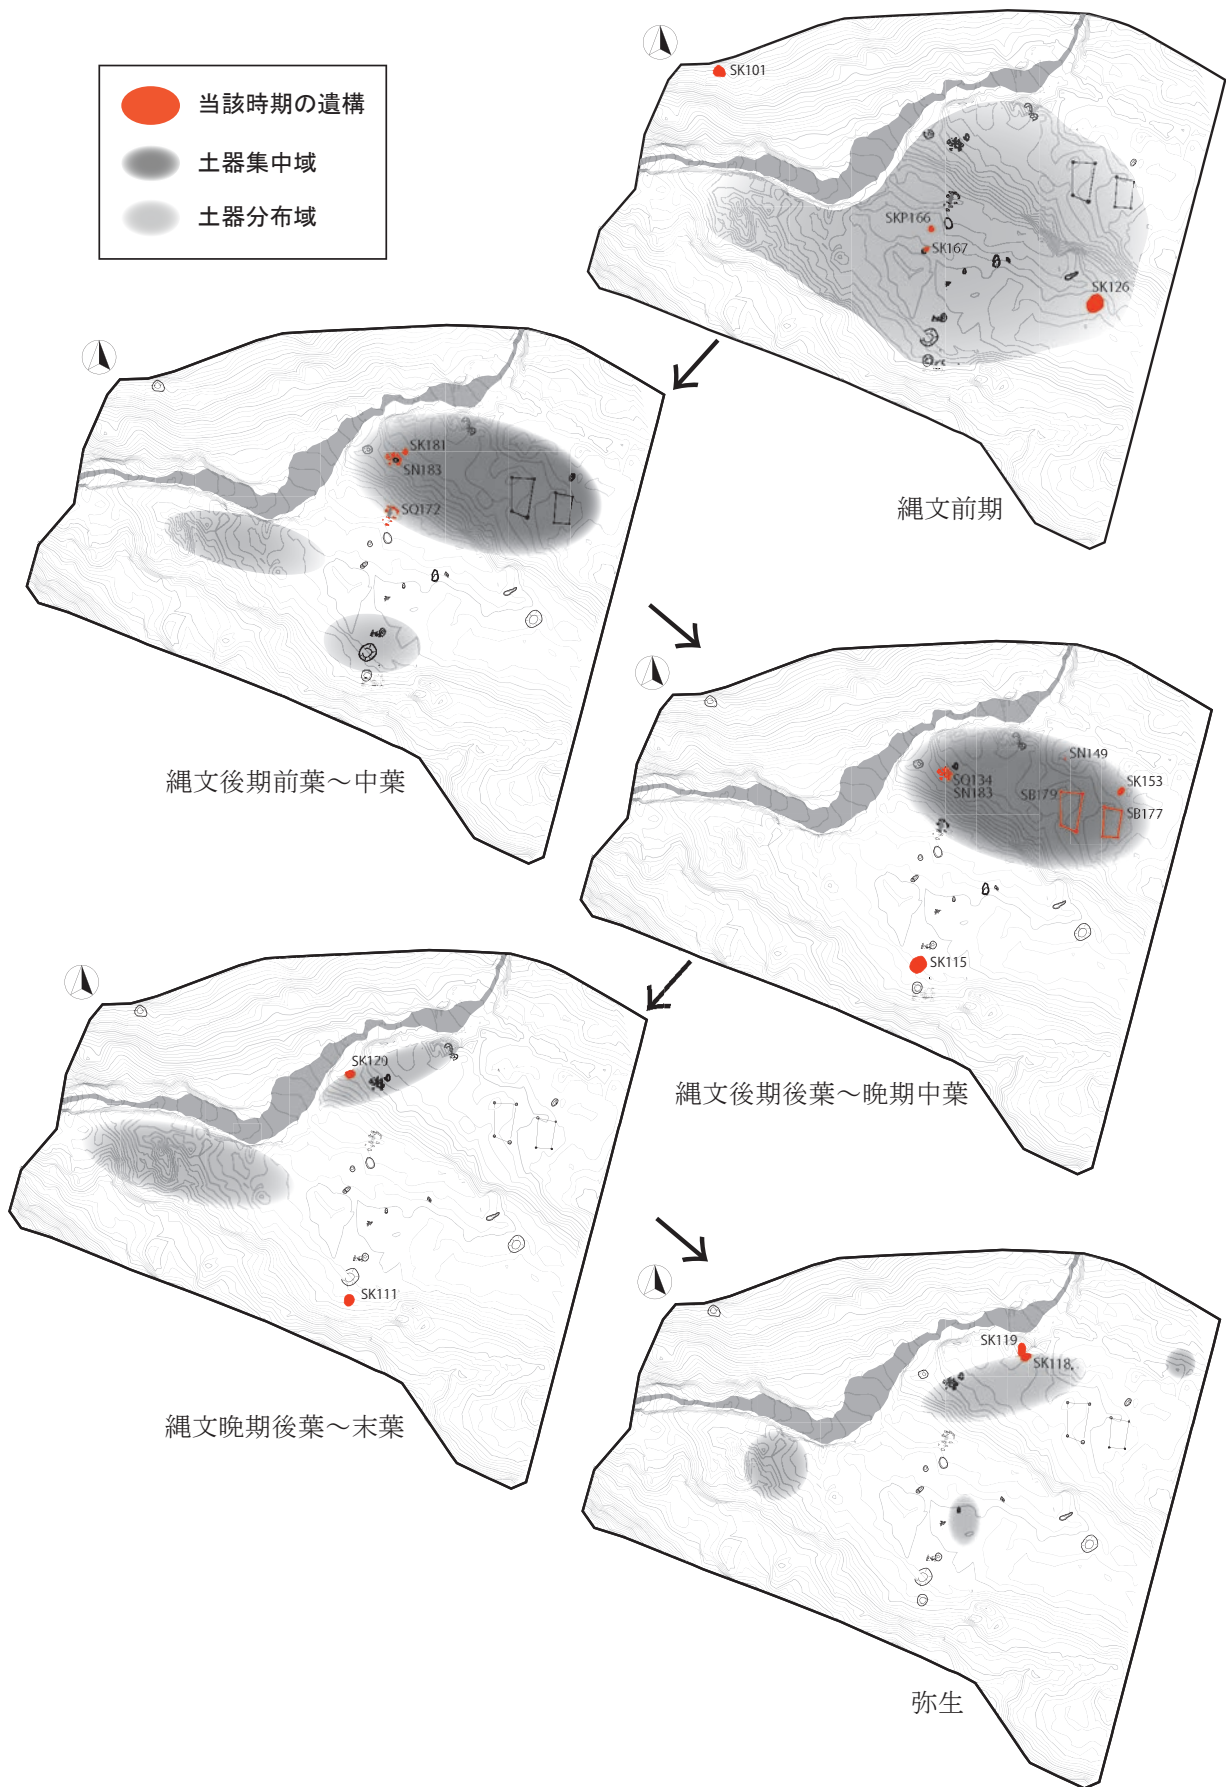 当該時期の遺構
土器集中域
土器分布域
SK101
SKP166
SK167
SK126
縄文前期
SK181
SN183
SQ172
縄文後期前葉～中葉
SN149
SQ134
SN183
SB179
SK153
SB177
SK115
縄文後期後葉～晩期中葉
SK120
SK111
縄文晩期後葉～末葉
SK119
SK118
弥生